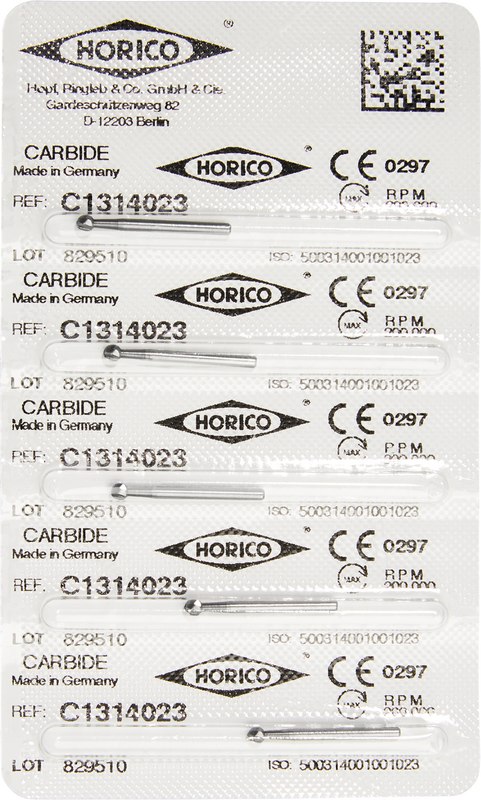 HORICO ®
Hopf, Ringleb & Co. GmbH & Cie.
Gardeschützenweg 82
D-12203 Berlin
CARBIDE HORICO ® CE 0297
Made in Germany
REF: C1314023 MAX RPM
LOT 829510 ISO: 500314001001023
CARBIDE HORICO ® CE 0297
Made in Germany
REF: C1314023 MAX RPM
200.000
LOT 829510 ISO: 500314001001023
CARBIDE HORICO ® CE 0297
Made in Germany
REF: C1314023 MAX RPM
LOT 829510 ISO: 500314001001023
CARBIDE HORICO ® CE 0297
Made in Germany
REF: C1314023 MAX RPM
200.000
LOT 829510 ISO: 500314001001023
CARBIDE HORICO ® CE 0297
Made in Germany
REF: C1314023 MAX RPM
LOT 829510 ISO: 500314001001023